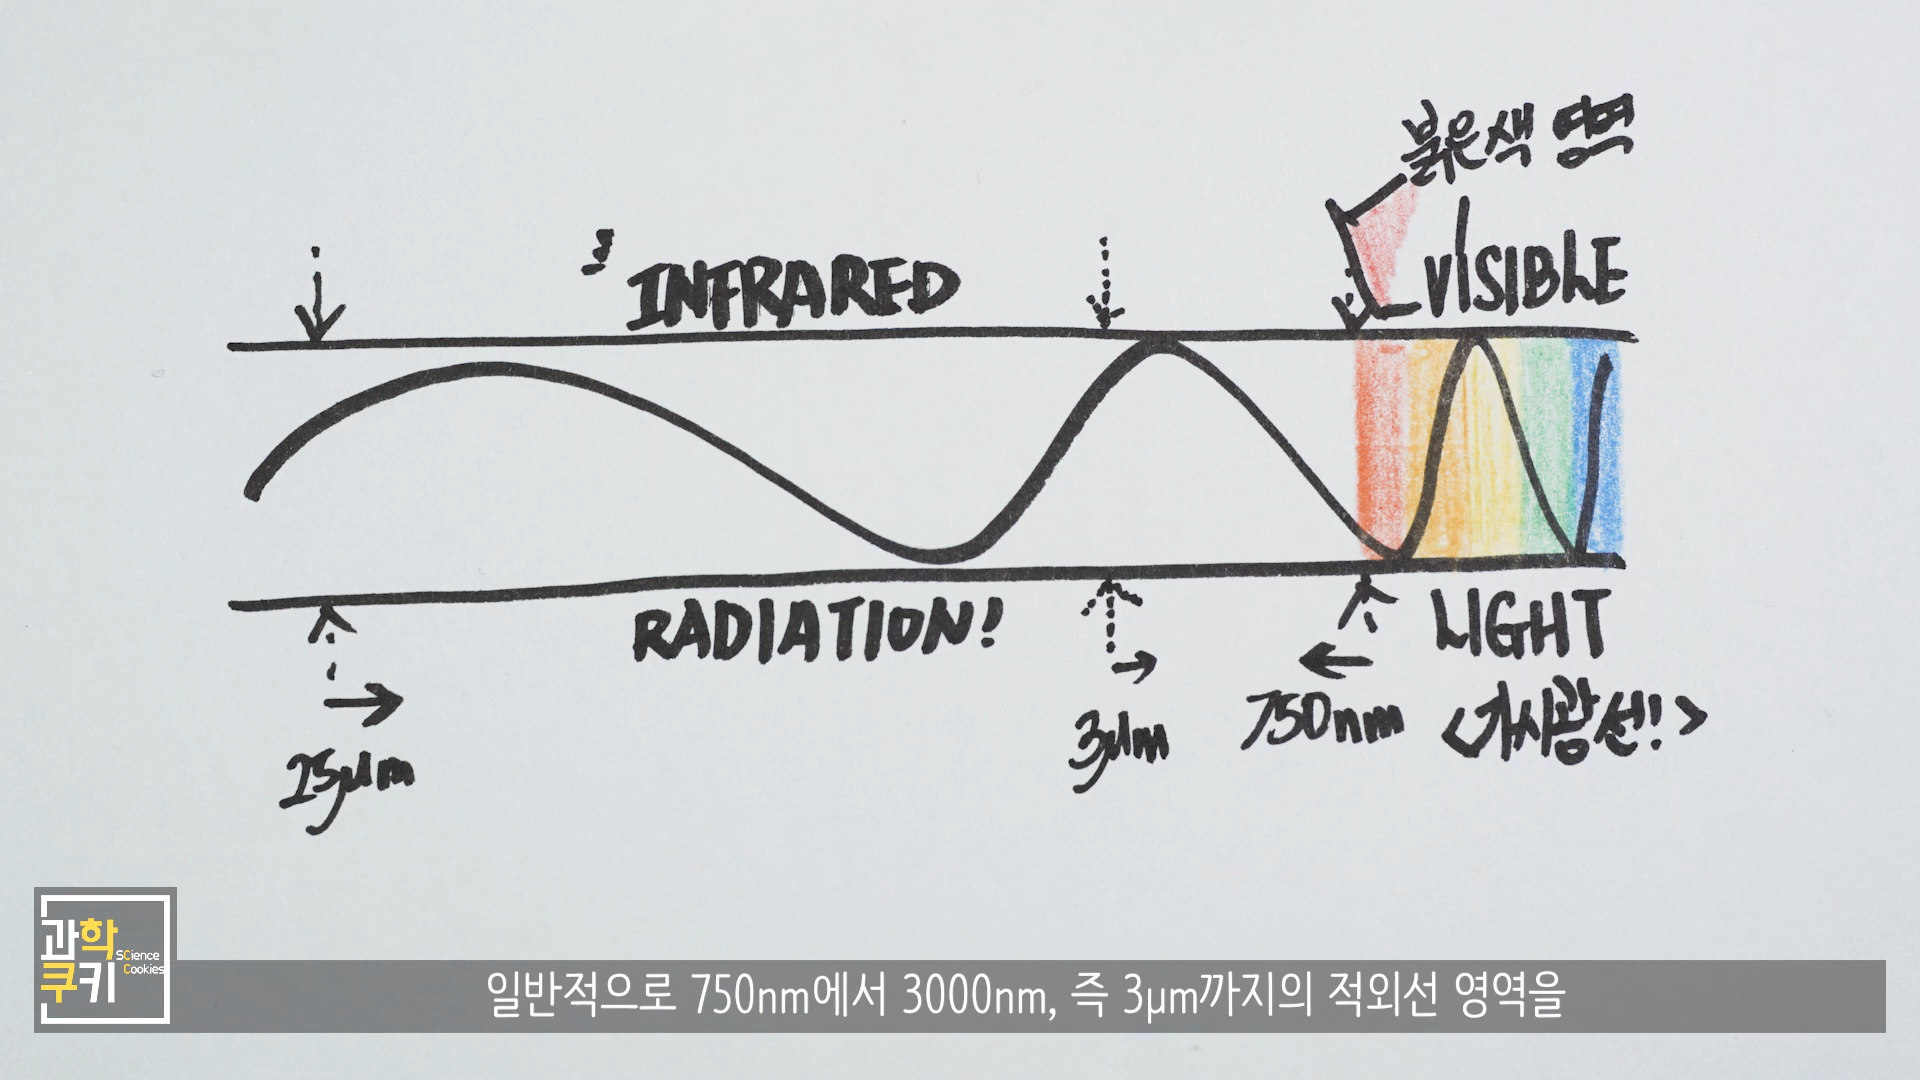 붉은색 영역
INFRARED
VISIBLE
RADIATION!
LIGHT
<가시광선!>
25μm
3μm
750nm
과학
쿠키
SCience
Cookies
일반적으로 750nm에서 3000nm, 즉 3μm까지의 적외선 영역을